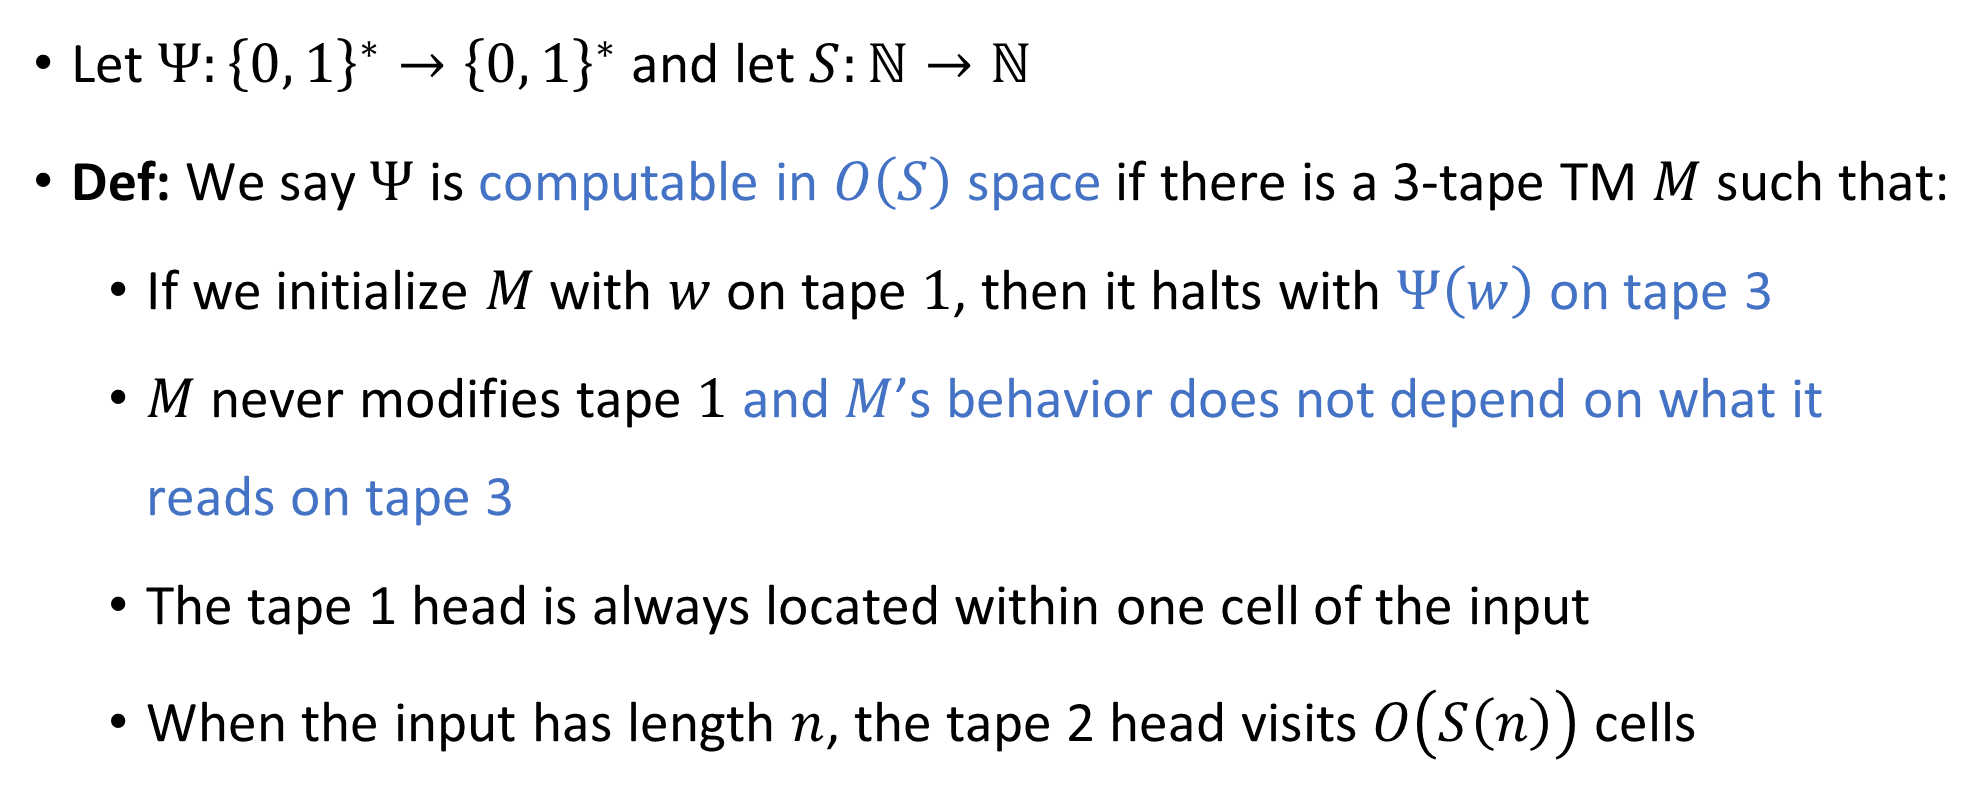 • Let Ψ: {0, 1}* → {0, 1}* and let S: ℕ → ℕ
• Def: We say Ψ is computable in O(S) space if there is a 3-tape TM M such that:
• If we initialize M with w on tape 1, then it halts with Ψ(w) on tape 3
• M never modifies tape 1 and M’s behavior does not depend on what it
reads on tape 3
• The tape 1 head is always located within one cell of the input
• When the input has length n, the tape 2 head visits O(S(n)) cells